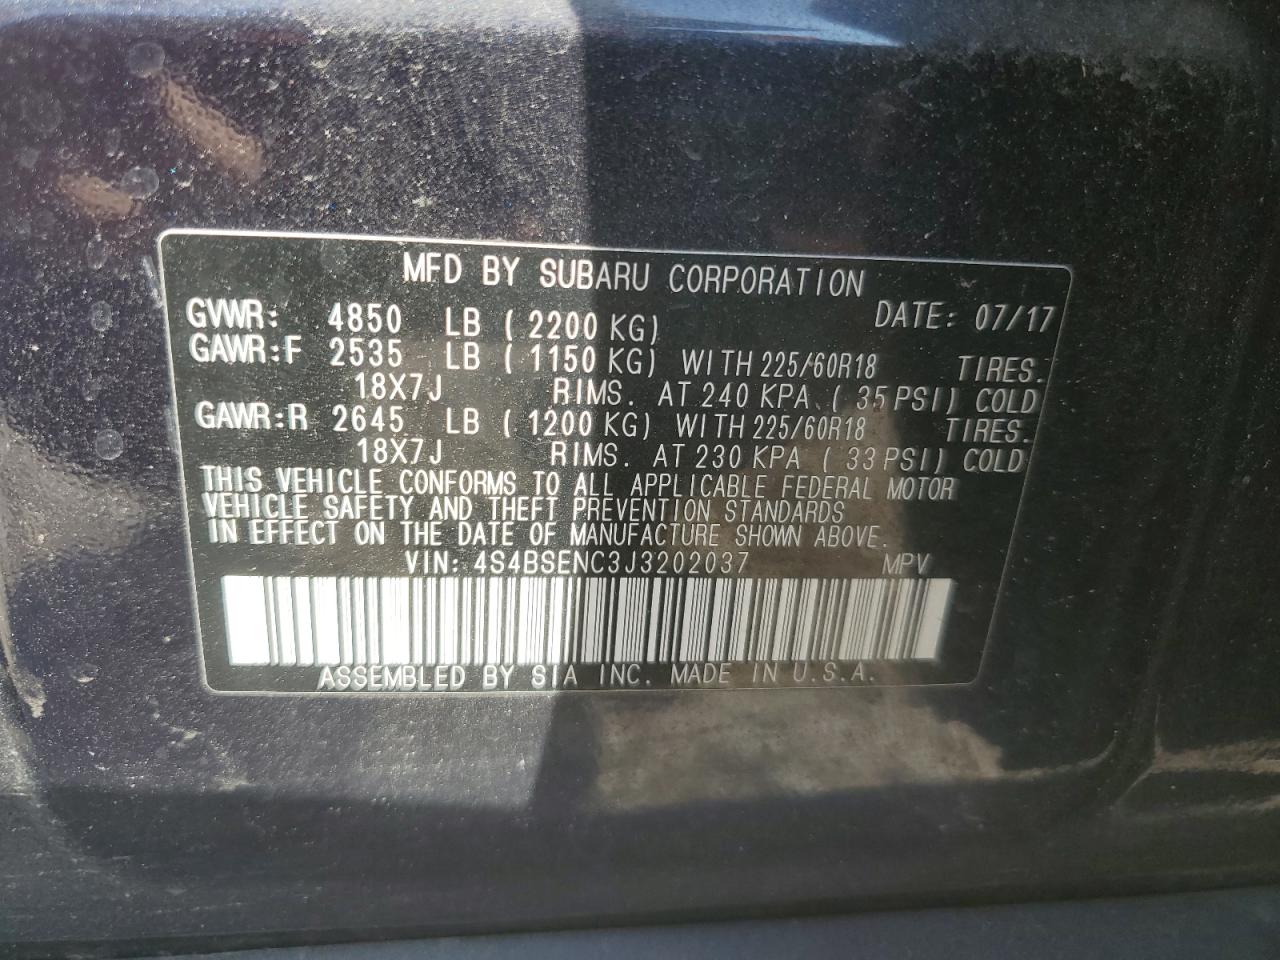 MFD BY SUBARU CORPORATION
GVWR: 4850 LB ( 2200 KG) DATE: 07/17
GAWR:F 2535 LB ( 1150 KG) WITH 225/60R18 TIRES.
18X7J RIMS. AT 240 KPA ( 35 PSI) COLD
GAWR:R 2645 LB ( 1200 KG) WITH 225/60R18 TIRES.
18X7J RIMS. AT 230 KPA ( 33 PSI) COLD
THIS VEHICLE CONFORMS TO ALL APPLICABLE FEDERAL MOTOR
VEHICLE SAFETY AND THEFT PREVENTION STANDARDS
IN EFFECT ON THE DATE OF MANUFACTURE SHOWN ABOVE.
VIN: 4S4BSENC3J3202037 MPV
ASSEMBLED BY SIA INC. MADE IN U.S.A.